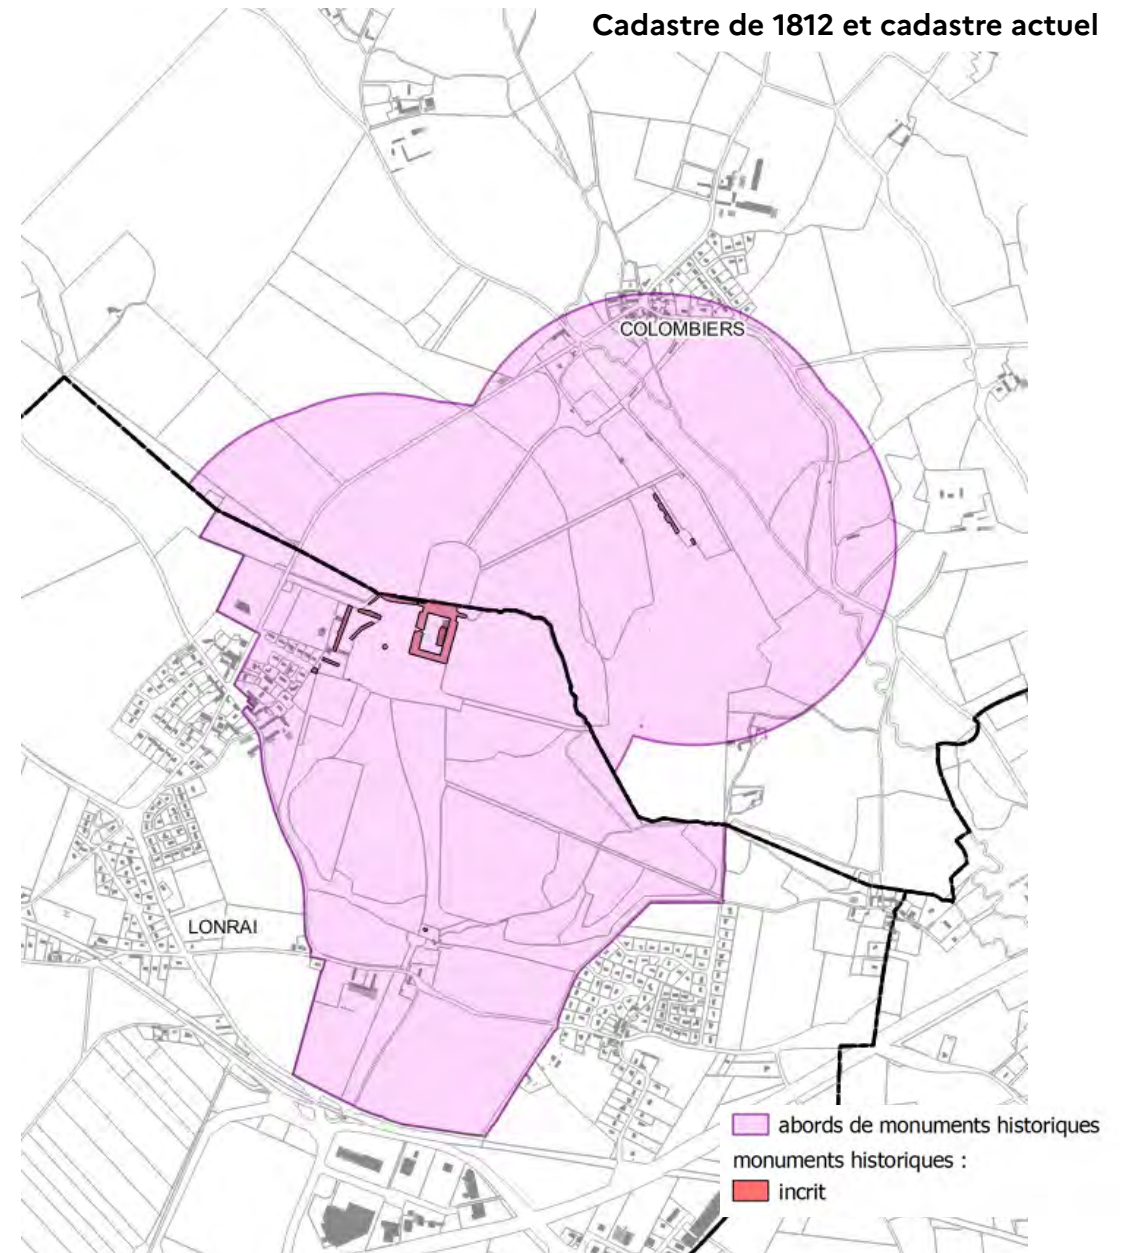 Cadastre de 1812 et cadastre actuel
COLOMBIERS
LONRAI
abords de monuments historiques
monuments historiques :
incrit